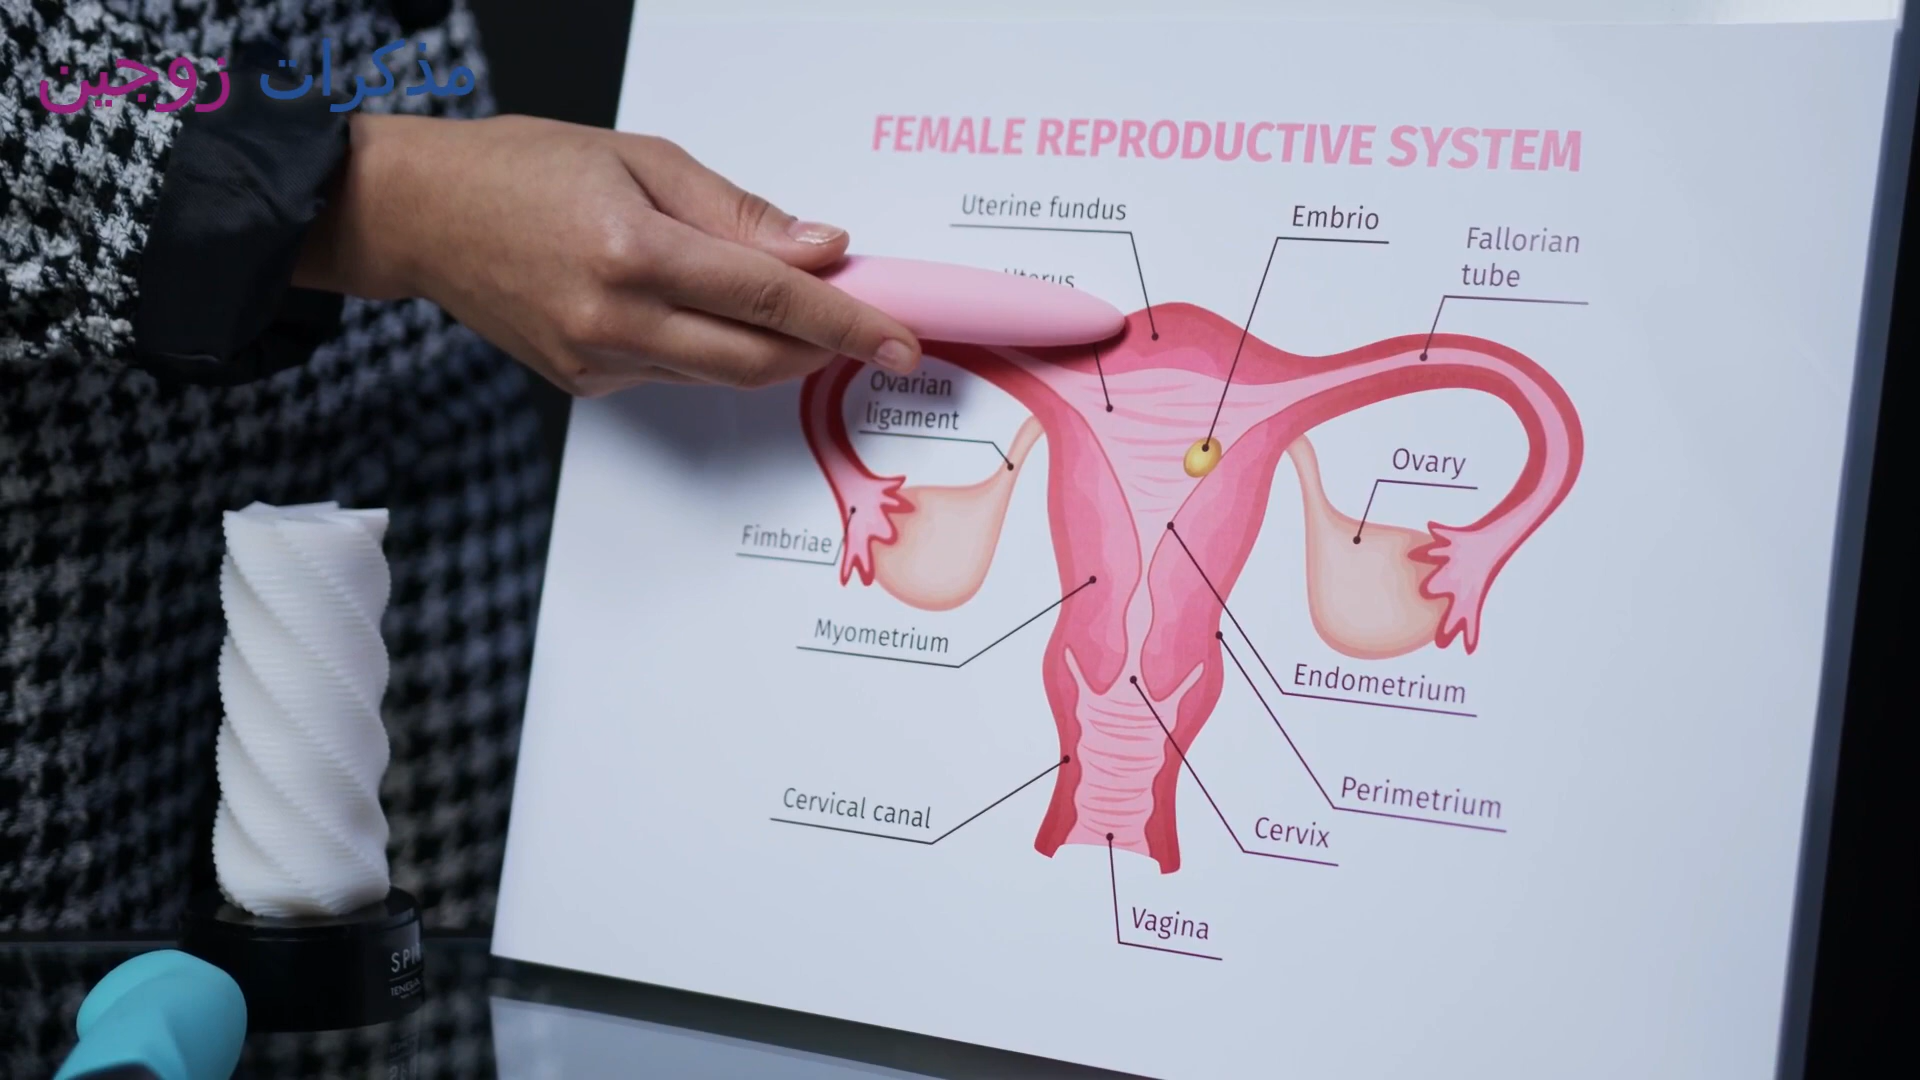 مذكرات زوجين
FEMALE REPRODUCTIVE SYSTEM
Uterine fundus
Embrio
Fallorian
tube
Uterus
Ovarian
ligament
Ovary
Fimbriae
Myometrium
Endometrium
Perimetrium
Cervical canal
Cervix
Vagina